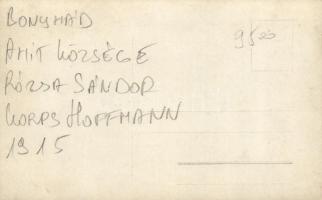 BONYHÁD
AMIT KÖZSÉGE
RÓZSA SÁNDOR
KORPS HOFFMANN
1915